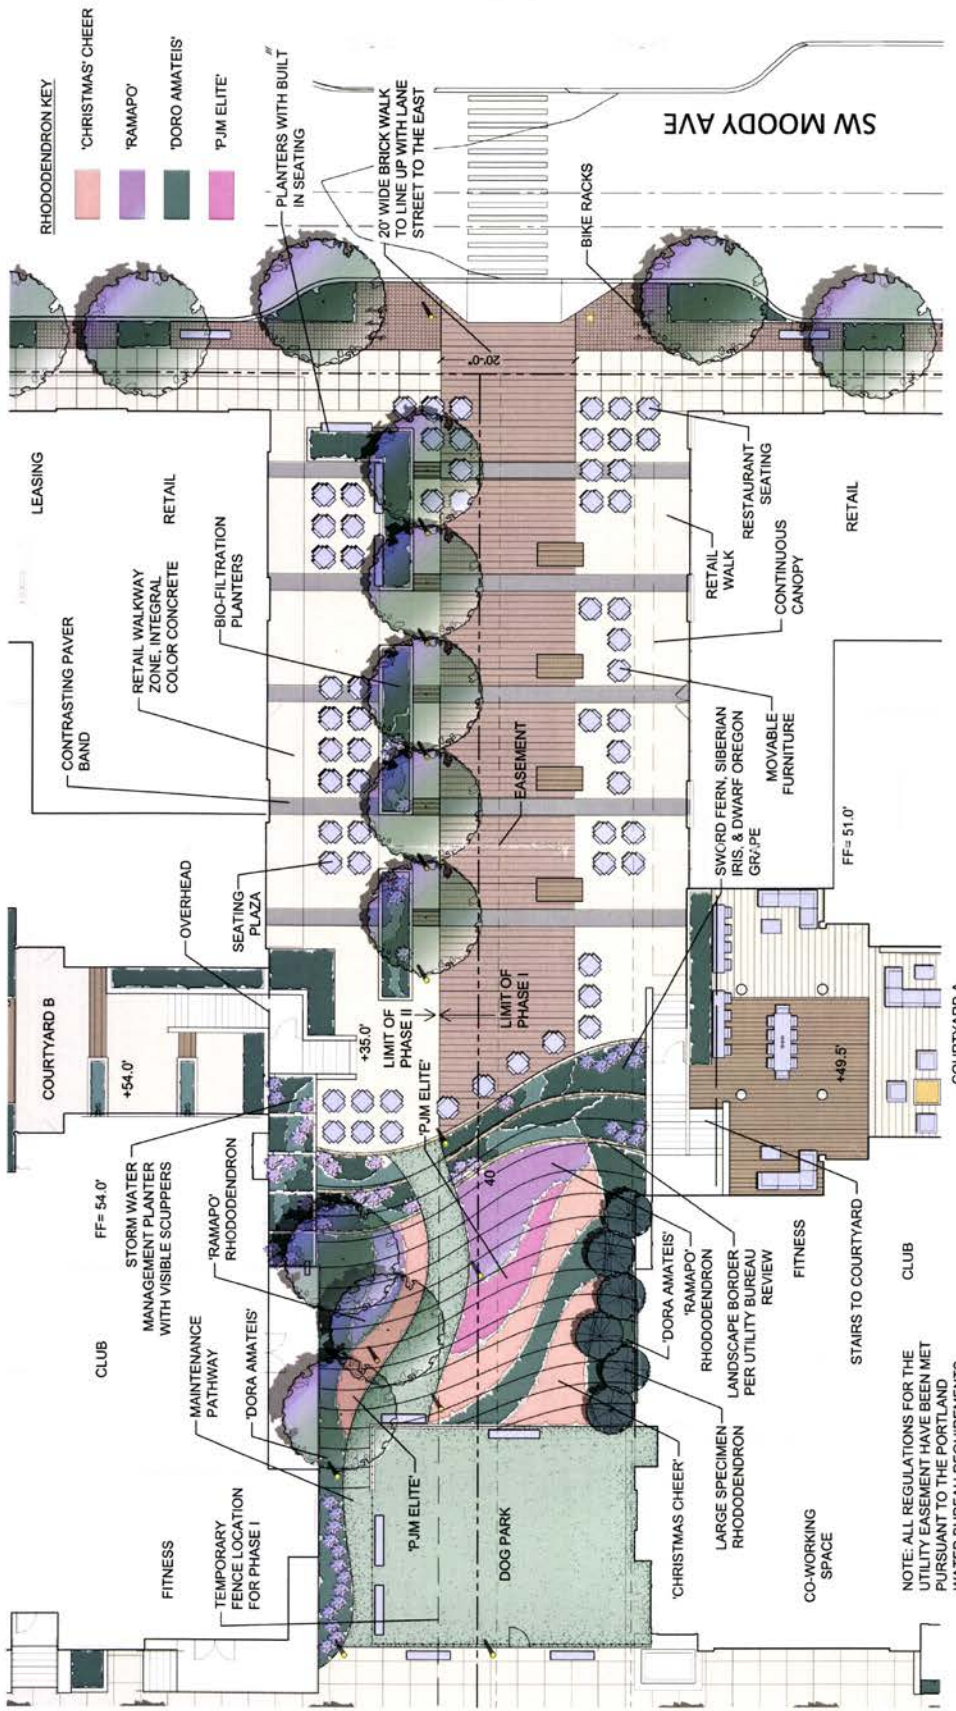 RHODODENDRON KEY
'CHRISTMAS' CHEER
'RAMAPO'
'DORO AMATEIS'
'PJM ELITE'
PLANTERS WITH BUILT
IN SEATING
20' WIDE BRICK WALK
TO LINE UP WITH LANE
STREET TO THE EAST
SW MOODY AVE
BIKE RACKS
20'-0"
LEASING
RETAIL
CONTRASTING PAVER
BAND
RETAIL WALKWAY
ZONE, INTEGRAL
COLOR CONCRETE
BIO-FILTRATION
PLANTERS
RESTAURANT
SEATING
RETAIL
WALK
RETAIL
CONTINUOUS
CANOPY
MOVABLE
FURNITURE
EASEMENT
OVERHEAD
SEATING
PLAZA
SWORD FERN, SIBERIAN
IRIS, & DWARF OREGON
GRAPE
FF= 51.0'
COURTYARD B
+54.0'
+35.0'
LIMIT OF
PHASE II
LIMIT OF
PHASE I
+49.5'
COURTYARD A
FF= 54.0'
STORM WATER
MANAGEMENT PLANTER
WITH VISIBLE SCUPPERS
'RAMAPO'
RHODODENDRON
'PJM ELITE'
40
'DORA AMATEIS'
'RAMAPO'
RHODODENDRON
LANDSCAPE BORDER
PER UTILITY BUREAU
REVIEW
FITNESS
STAIRS TO COURTYARD
CLUB
CLUB
MAINTENANCE
PATHWAY
'DORA AMATEIS'
'PJM ELITE'
'CHRISTMAS CHEER'
LARGE SPECIMEN
RHODODENDRON
FITNESS
TEMPORARY
FENCE LOCATION
FOR PHASE I
DOG PARK
CO-WORKING
SPACE
NOTE: ALL REGULATIONS FOR THE
UTILITY EASEMENT HAVE BEEN MET
PURSUANT TO THE PORTLAND
WATER BUREAU REQUIREMENTS